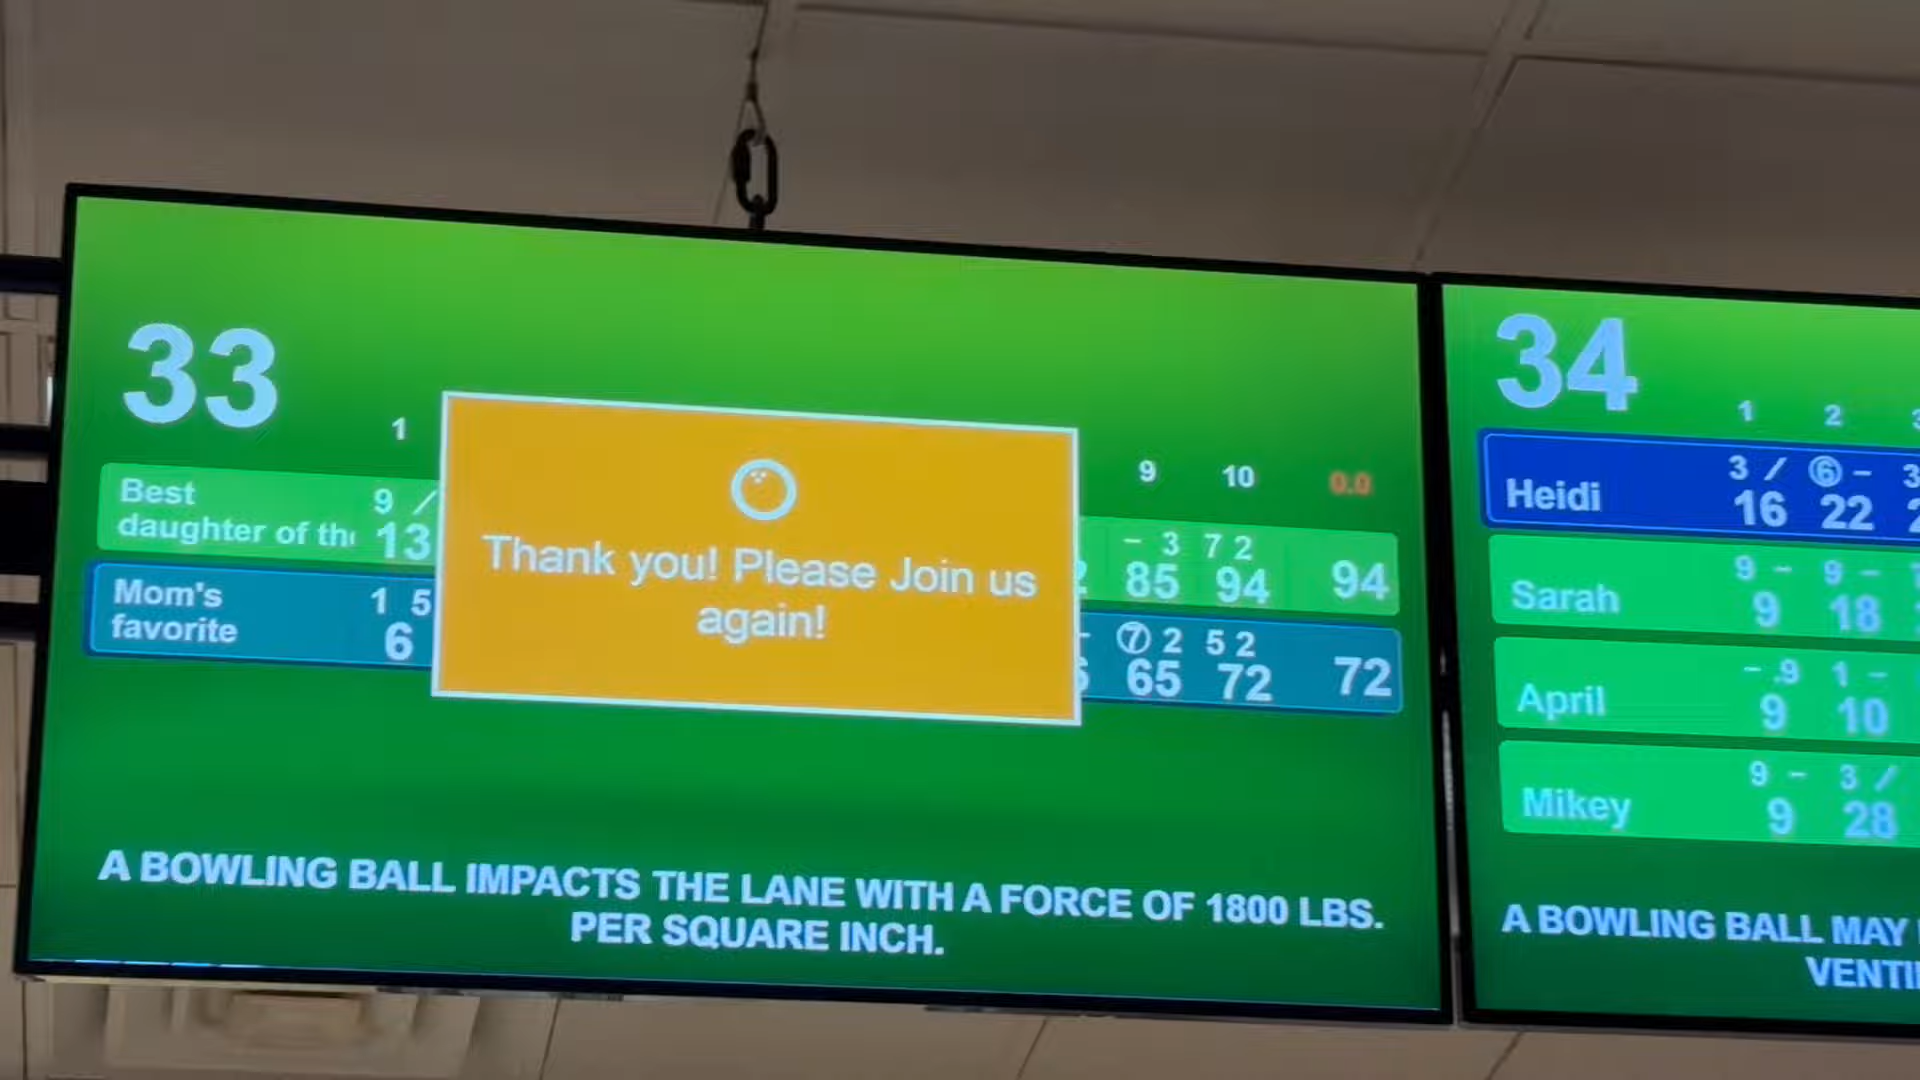 33
1
9 10 0.0
Best
daughter of the
9 /
13
- 3 7 2
85 94 94
Mom's
favorite
1 5
6
⑦ 2 5 2
65 72 72
Thank you! Please Join us
again!
A BOWLING BALL IMPACTS THE LANE WITH A FORCE OF 1800 LBS.
PER SQUARE INCH.
34
1 2
Heidi
3 / ⑥ - 3
16 22
Sarah
9 - 9 -
9 18
April
- .9 1 -
9 10
Mikey
9 - 3 /
9 28
A BOWLING BALL MAY